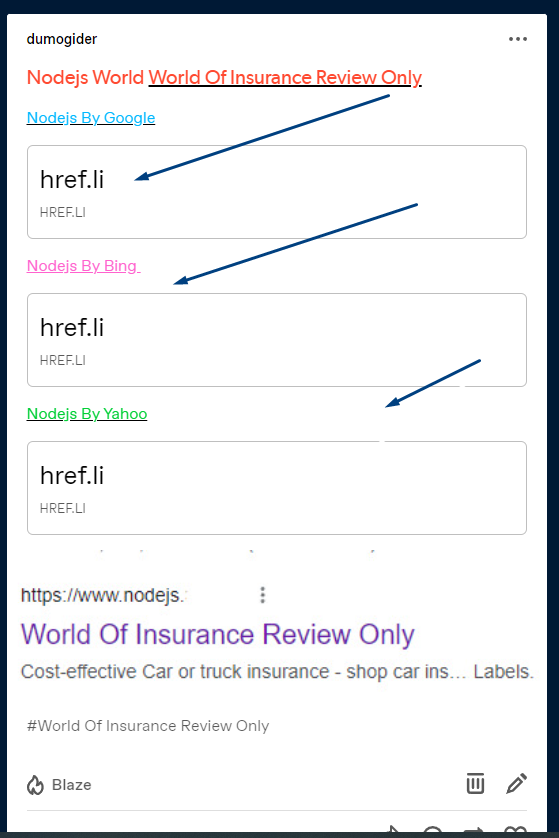 dumogider
Nodejs World World Of Insurance Review Only
Nodejs By Google
href.li
HREF.LI
Nodejs By Bing
href.li
HREF.LI
Nodejs By Yahoo
href.li
HREF.LI
https://www.nodejs.
World Of Insurance Review Only
Cost-effective Car or truck insurance - shop car ins... Labels.
#World Of Insurance Review Only
Blaze